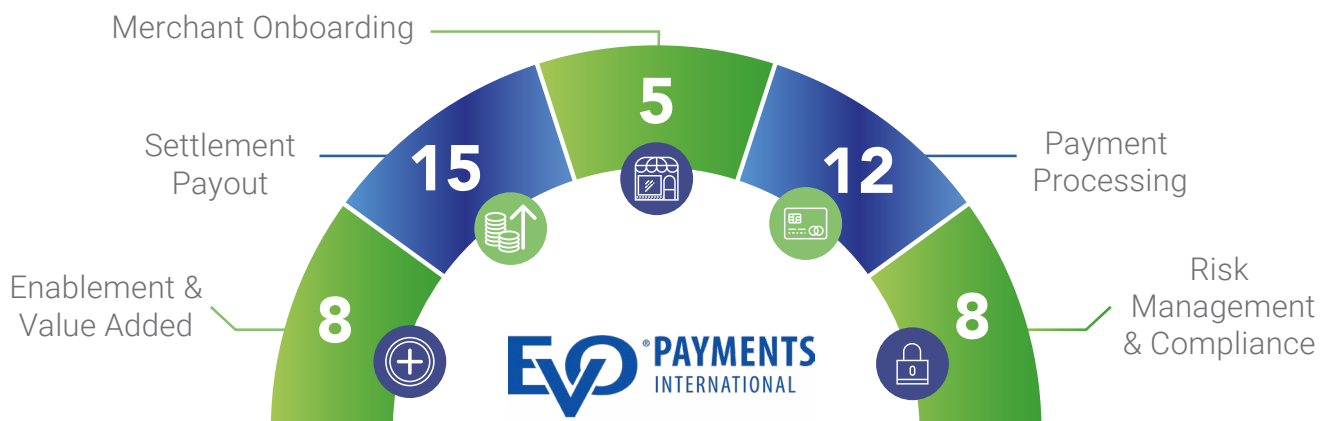 Merchant Onboarding
5
Settlement
Payout
15
12
Payment
Processing
Enablement &
Value Added
8
8
Risk
Management
& Compliance
0
EVO® PAYMENTS
INTERNATIONAL